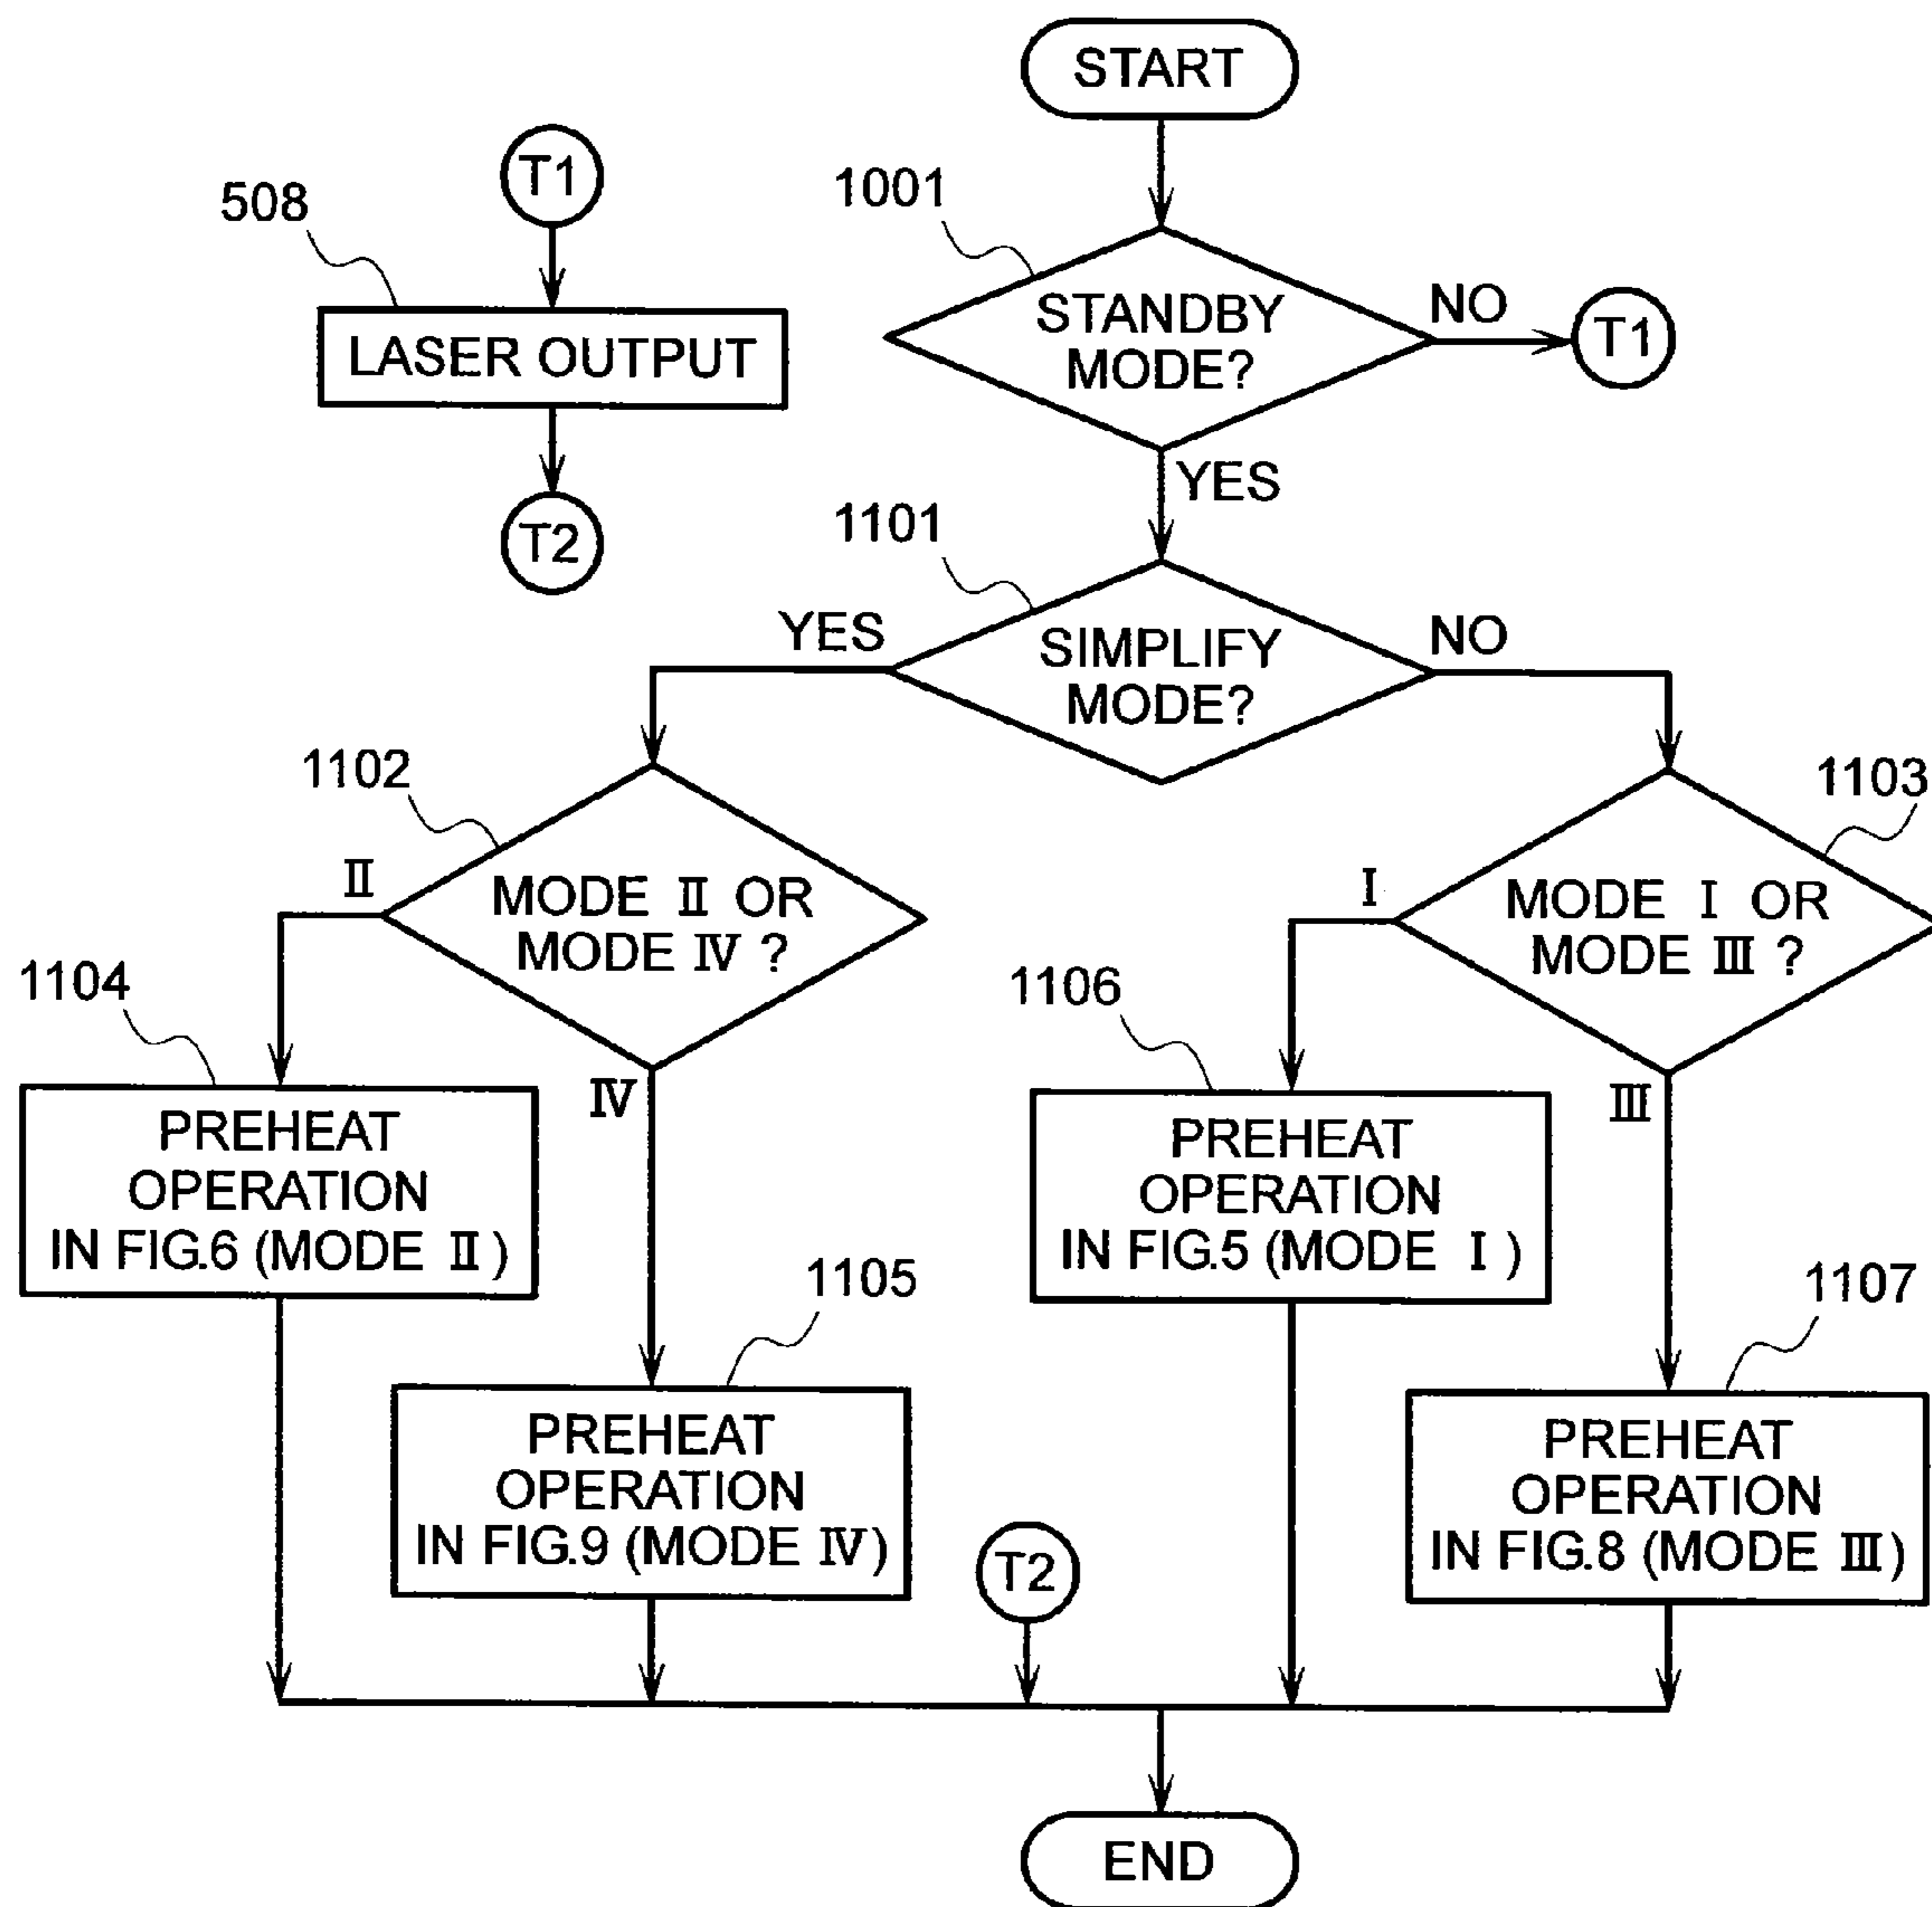 START
T1
508
1001
LASER OUTPUT
STANDBY
MODE?
NO
T1
YES
T2
1101
YES
SIMPLIFY
MODE?
NO
1102
1103
II
MODE II OR
MODE IV ?
I
MODE I OR
MODE III ?
1104
1106
IV
III
PREHEAT
OPERATION
IN FIG.6 (MODE II)
PREHEAT
OPERATION
IN FIG.5 (MODE I)
1105
1107
PREHEAT
OPERATION
IN FIG.9 (MODE IV)
T2
PREHEAT
OPERATION
IN FIG.8 (MODE III)
END